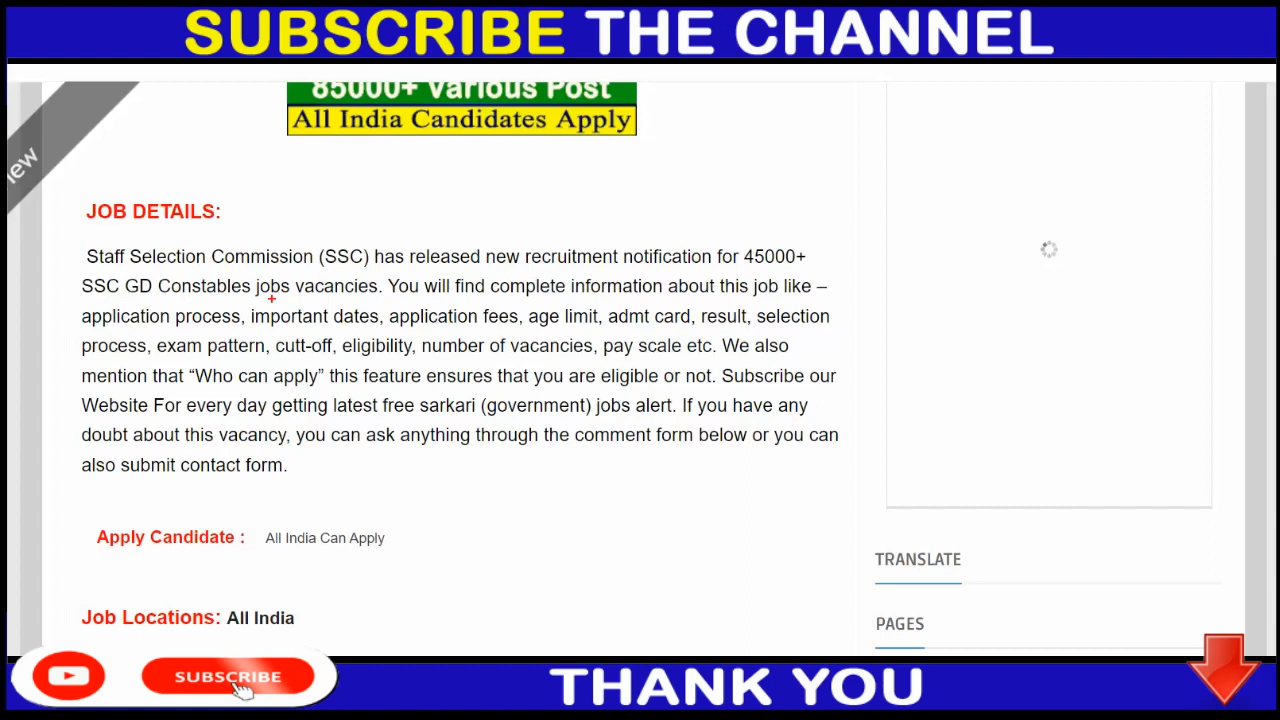 SUBSCRIBE THE CHANNEL
85000+ Various Post
All India Candidates Apply
JOB DETAILS:
Staff Selection Commission (SSC) has released new recruitment notification for 45000+
SSC GD Constables jobs vacancies. You will find complete information about this job like –
application process, important dates, application fees, age limit, admt card, result, selection
process, exam pattern, cutt-off, eligibility, number of vacancies, pay scale etc. We also
mention that “Who can apply” this feature ensures that you are eligible or not. Subscribe our
Website For every day getting latest free sarkari (government) jobs alert. If you have any
doubt about this vacancy, you can ask anything through the comment form below or you can
also submit contact form.
Apply Candidate : All India Can Apply
Job Locations: All India
TRANSLATE
PAGES
SUBSCRIBE
THANK YOU